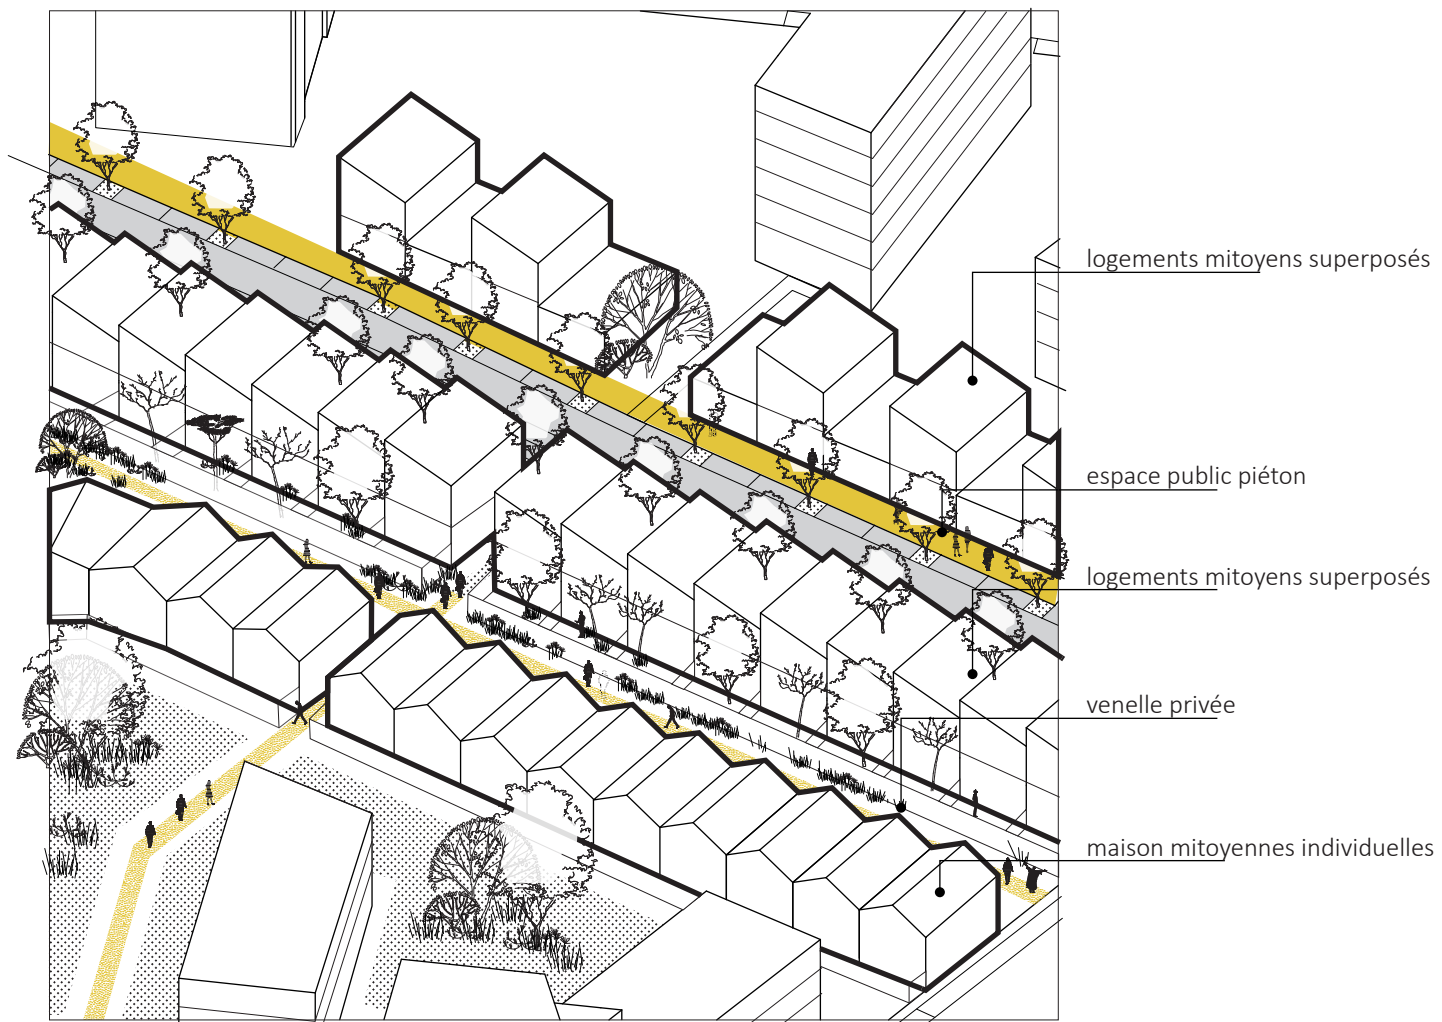 logements mitoyens superposés
espace public piéton
logements mitoyens superposés
venelle privée
maison mitoyennes individuelles